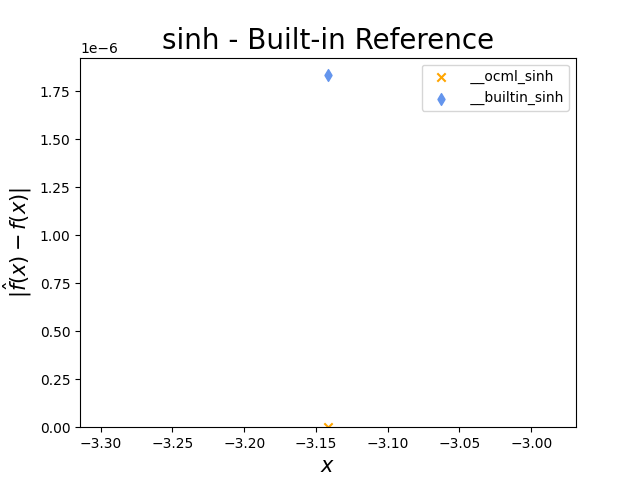 sinh - Built-in Reference
1e−6
__ocml_sinh
__builtin_sinh
1.75
1.50
1.25
1.00
0.75
0.50
0.25
0.00
|f̂(x) − f(x)|
−3.30 −3.25 −3.20 −3.15 −3.10 −3.05 −3.00
x